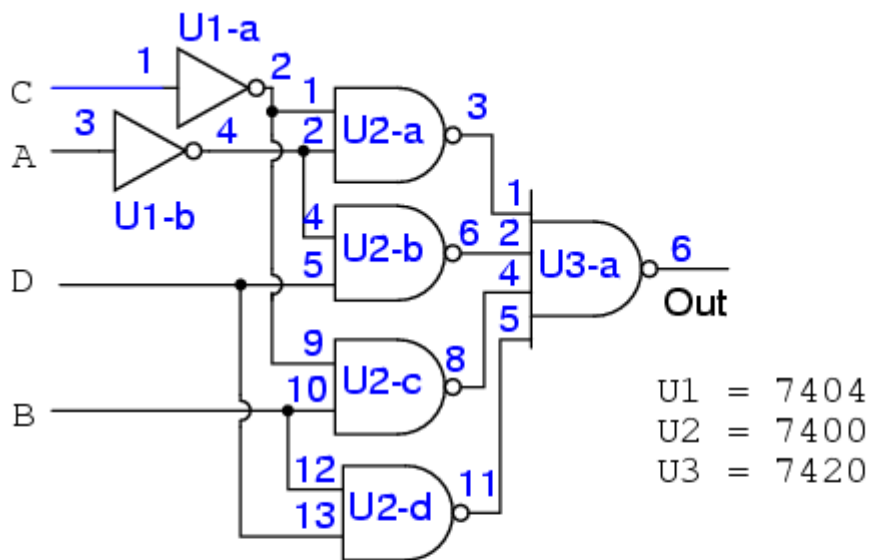 U1-a
1 2
C
1
3
U2-a
3 4 2
A
U1-b
1
4
U2-b
6
2
U3-a
6
5
4
D
Out
5
9
8
U2-c
10
U1 = 7404
B
U2 = 7400
12
11
U3 = 7420
U2-d
13